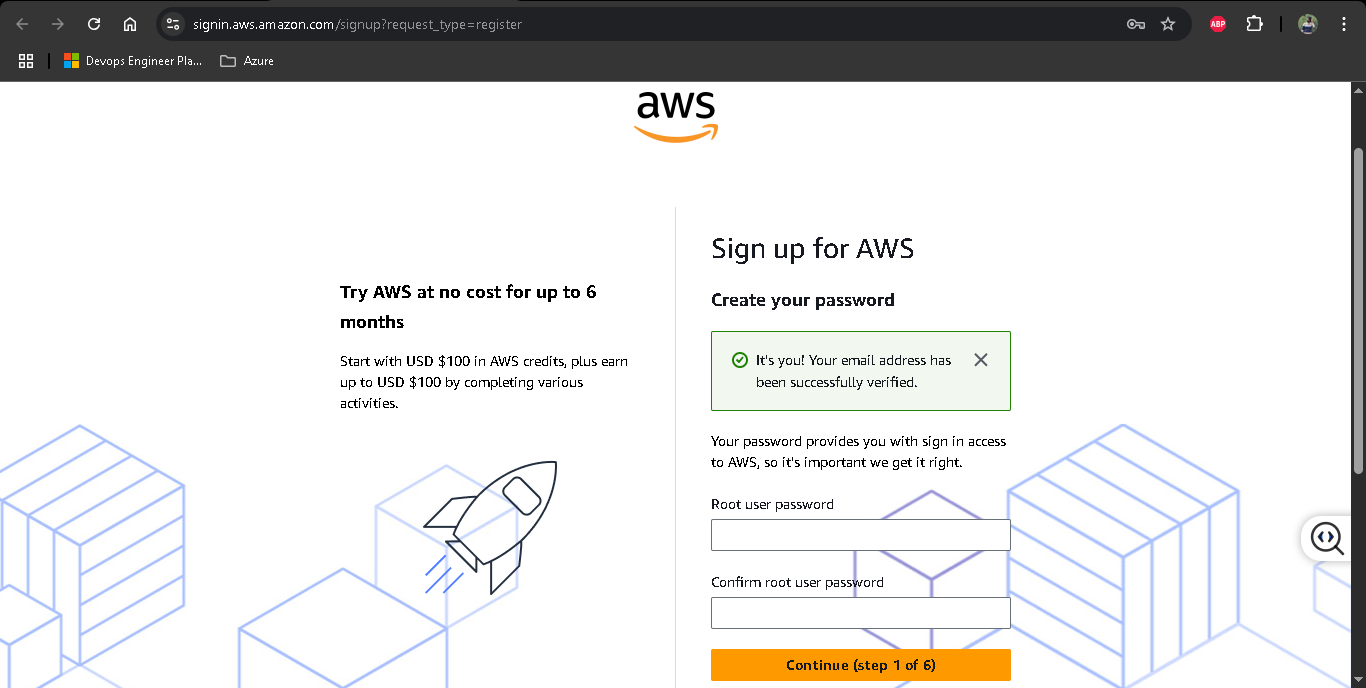 signin.aws.amazon.com/signup?request_type=register
ABP
Devops Engineer Pla...
Azure
aws
Try AWS at no cost for up to 6
months
Start with USD $100 in AWS credits, plus earn
up to USD $100 by completing various
activities.
Sign up for AWS
Create your password
It's you! Your email address has
been successfully verified.
Your password provides you with sign in access
to AWS, so it's important we get it right.
Root user password
Confirm root user password
Continue (step 1 of 6)